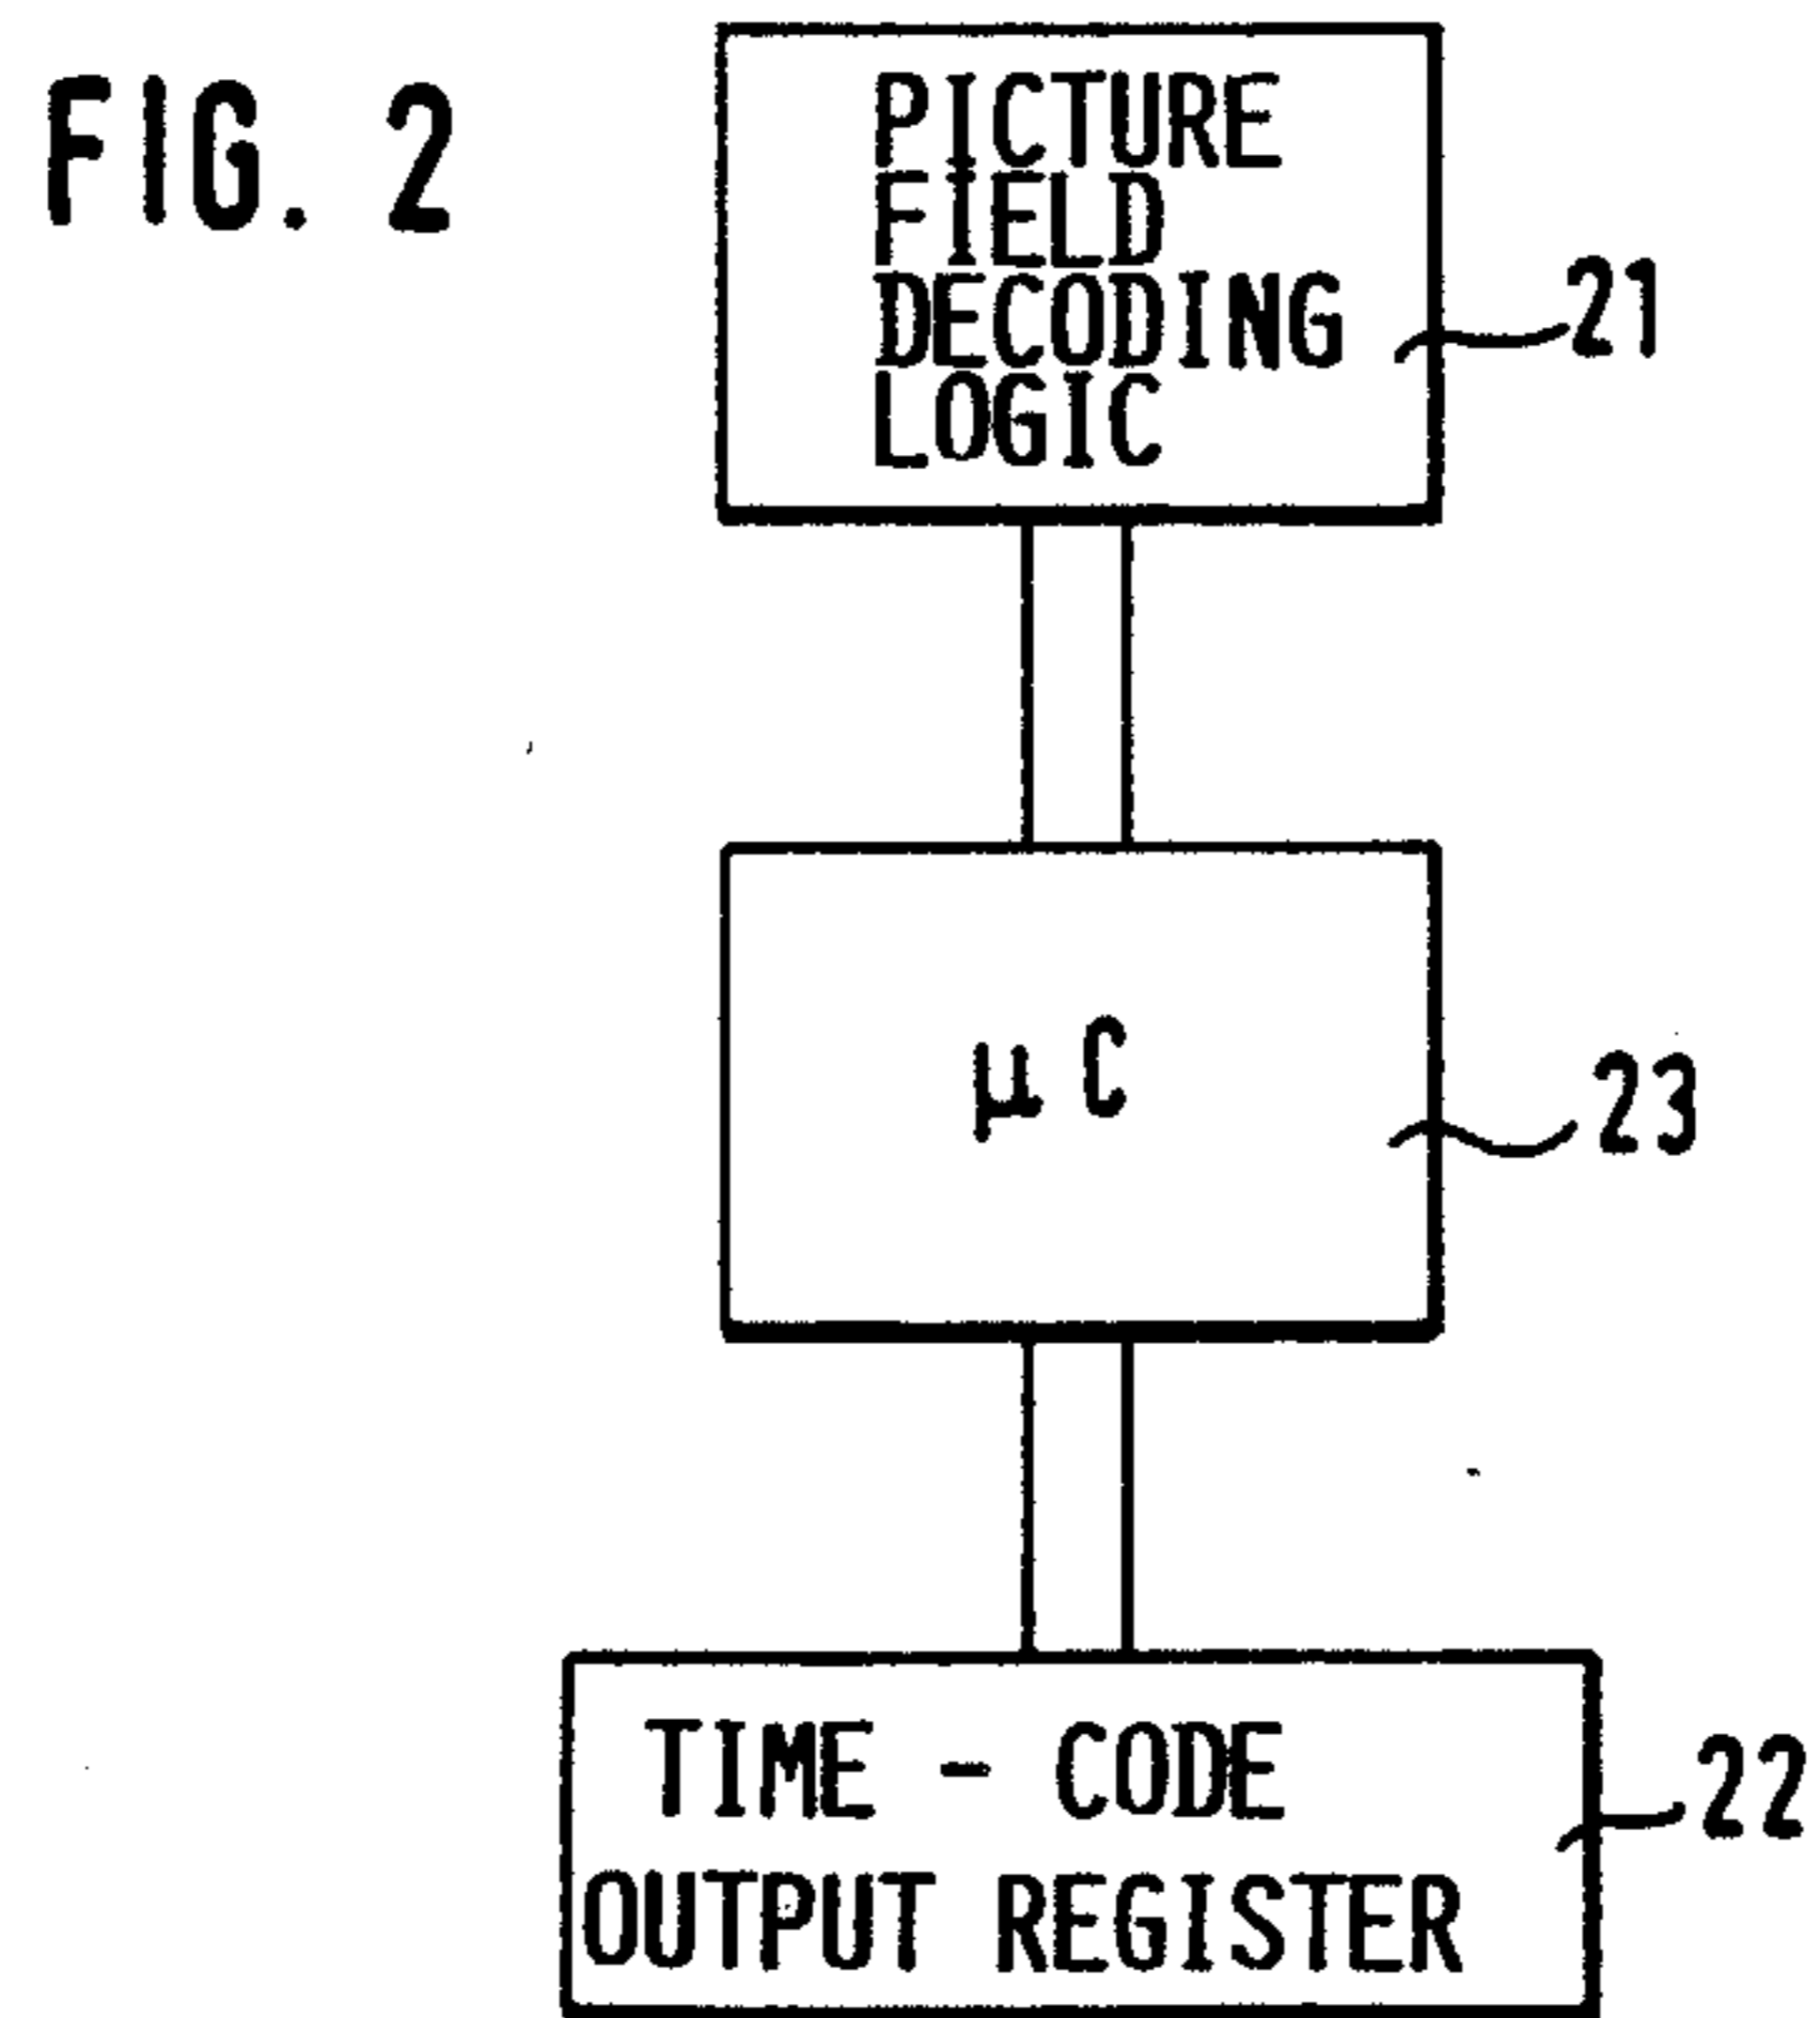 FIG. 2
PICTURE
FIELD
DECODING
LOGIC
21
μC
23
TIME - CODE
OUTPUT REGISTER
22